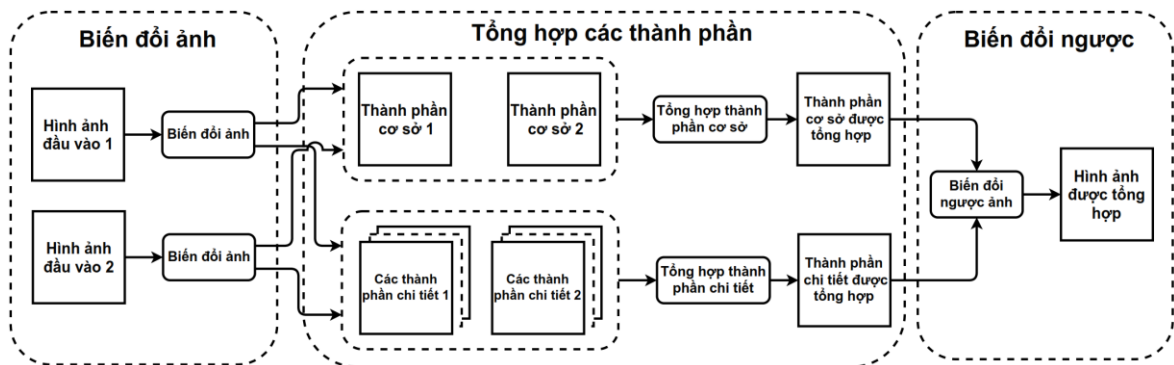 Biến đổi ảnh
Hình ảnh
đầu vào 1
Biến đổi ảnh
Hình ảnh
đầu vào 2
Biến đổi ảnh
Tổng hợp các thành phần
Thành phần
cơ sở 1
Thành phần
cơ sở 2
Tổng hợp thành
phần cơ sở
Thành phần
cơ sở được
tổng hợp
Các thành
phần chi tiết 1
Các thành
phần chi tiết 2
Tổng hợp thành
phần chi tiết
Thành phần
chi tiết được
tổng hợp
Biến đổi ngược
Biến đổi
ngược ảnh
Hình ảnh
được tổng
hợp